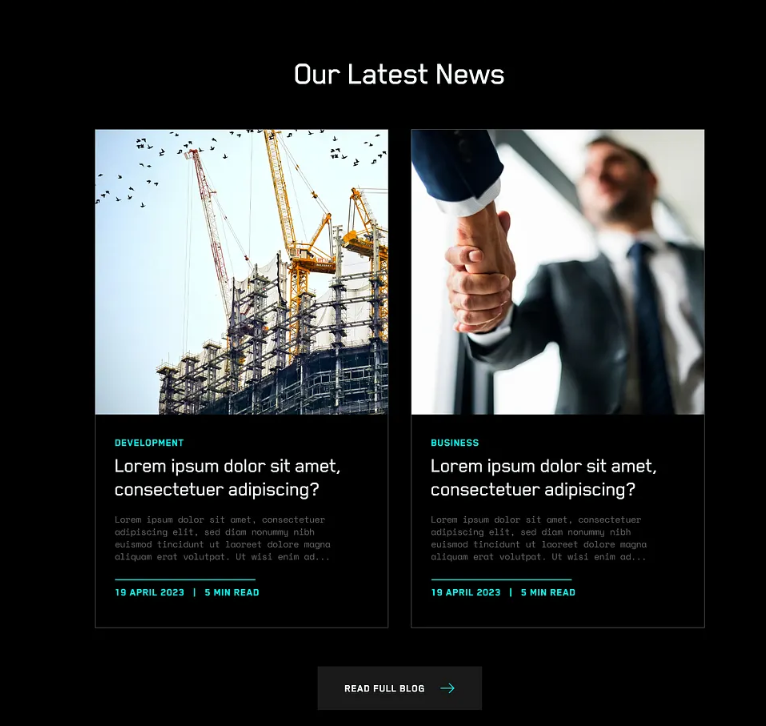 Our Latest News
DEVELOPMENT
Lorem ipsum dolor sit amet,
consectetuer adipiscing?
Lorem ipsum dolor sit amet, consectetuer
adipiscing elit, sed diam nonummy nibh
euismod tincidunt ut laoreet dolore magna
aliquam erat volutpat. Ut wisi enim ad...
19 APRIL 2023 | 5 MIN READ
BUSINESS
Lorem ipsum dolor sit amet,
consectetuer adipiscing?
Lorem ipsum dolor sit amet, consectetuer
adipiscing elit, sed diam nonummy nibh
euismod tincidunt ut laoreet dolore magna
aliquam erat volutpat. Ut wisi enim ad...
19 APRIL 2023 | 5 MIN READ
READ FULL BLOG